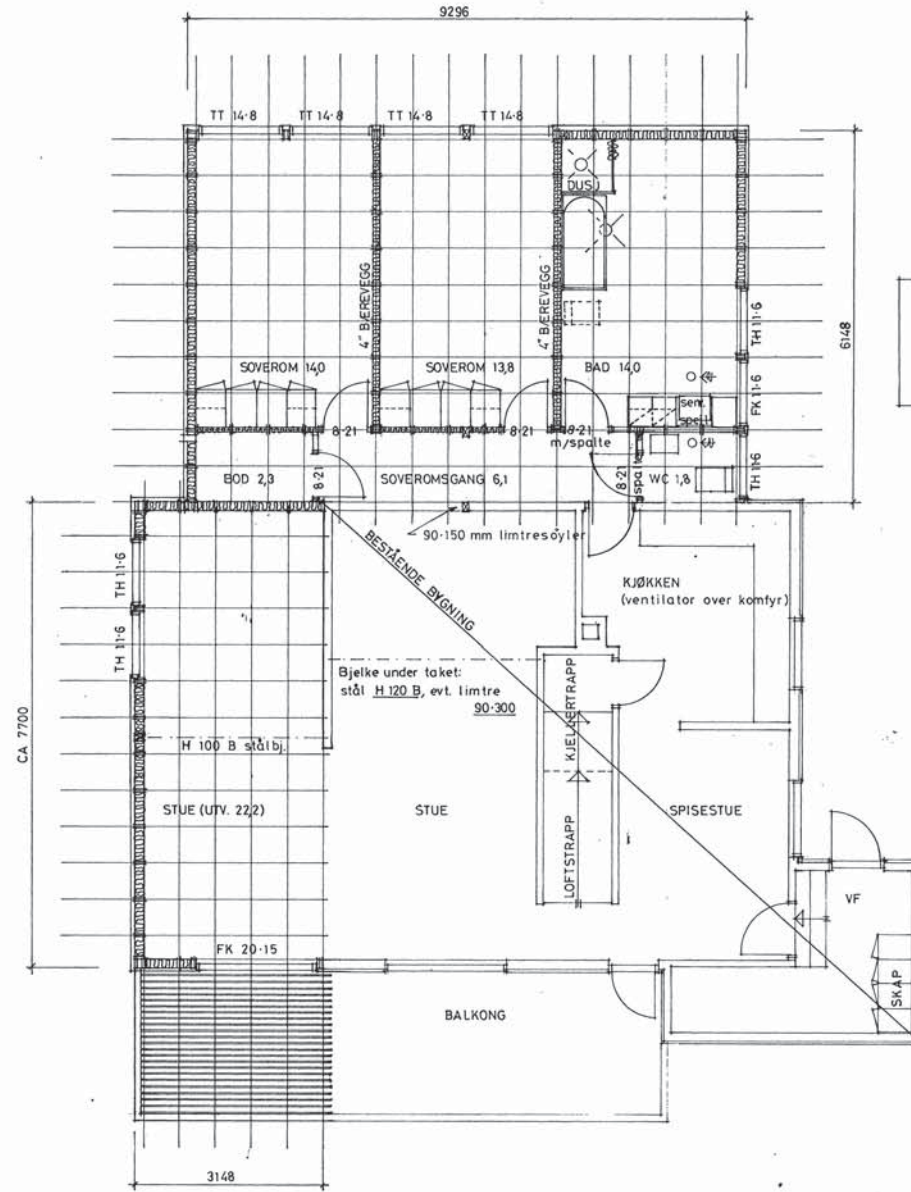 9296
TT 14·8
TT 14·8
TT 14·8
TT 14·8
DUSJ
4" BÆREVEGG
4" BÆREVEGG
TH 11·6
6148
SOVEROM 14,0
SOVEROM 13,8
BAD 14,0
FK 11·6
sem.
speil
8·21
8·21
8·21
m/spalte
BOD 2,3
8·21
SOVEROMSGANG 6,1
8·21
spalte
WC 1,8
TH 11·6
90·150 mm limtresøyler
BESTÅENDE BYGNING
TH 11·6
TH 11·6
KJØKKEN
(ventilator over komfyr)
Bjelke under taket:
stål H 120 B, evt. limtre
90·300
KJELLERTRAPP
CA 7700
H 100 B stålbj.
STUE (UTV. 22,2)
STUE
LOFTSTRAPP
SPISESTUE
VF
SKAP
FK 20·15
BALKONG
3148